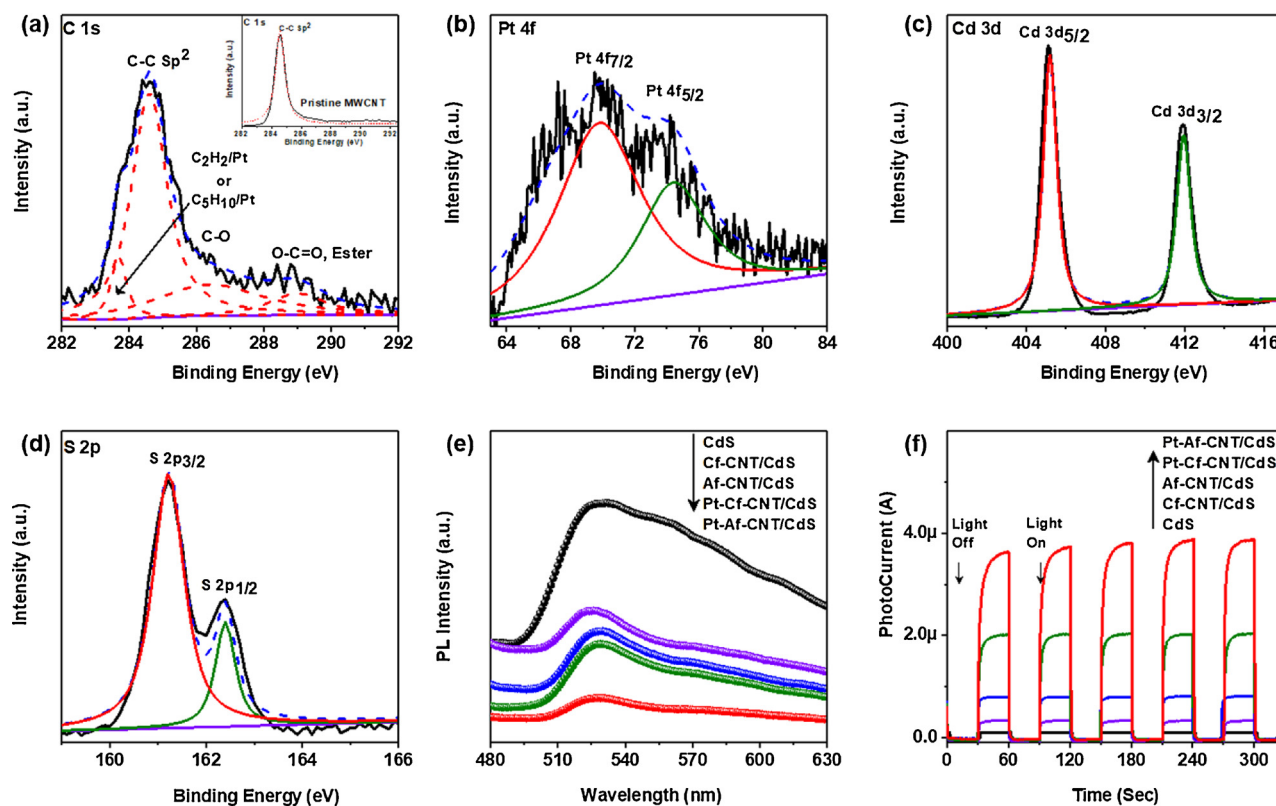 (a) C 1s
C-C Sp2
C2H2/Pt
or
C5H10/Pt
C-O
O-C=O, Ester
Intensity (a.u.)
282 284 286 288 290 292
Binding Energy (eV)
C 1s
C-C Sp2
Pristine MWCNT
Intensity (a.u.)
282 284 286 288 290 292
Binding Energy (eV)
(b) Pt 4f
Pt 4f7/2
Pt 4f5/2
Intensity (a.u.)
64 68 72 76 80 84
Binding Energy (eV)
(c) Cd 3d
Cd 3d5/2
Cd 3d3/2
Intensity (a.u.)
400 404 408 412 416
Binding Energy (eV)
(d) S 2p
S 2p3/2
S 2p1/2
Intensity (a.u.)
160 162 164 166
Binding Energy (eV)
(e)
CdS
Cf-CNT/CdS
Af-CNT/CdS
Pt-Cf-CNT/CdS
Pt-Af-CNT/CdS
PL Intensity (a.u.)
480 510 540 570 600 630
Wavelength (nm)
(f)
Pt-Af-CNT/CdS
Pt-Cf-CNT/CdS
Af-CNT/CdS
Cf-CNT/CdS
CdS
Light
Off
Light
On
PhotoCurrent (A)
4.0µ
2.0µ
0.0
0 60 120 180 240 300
Time (Sec)